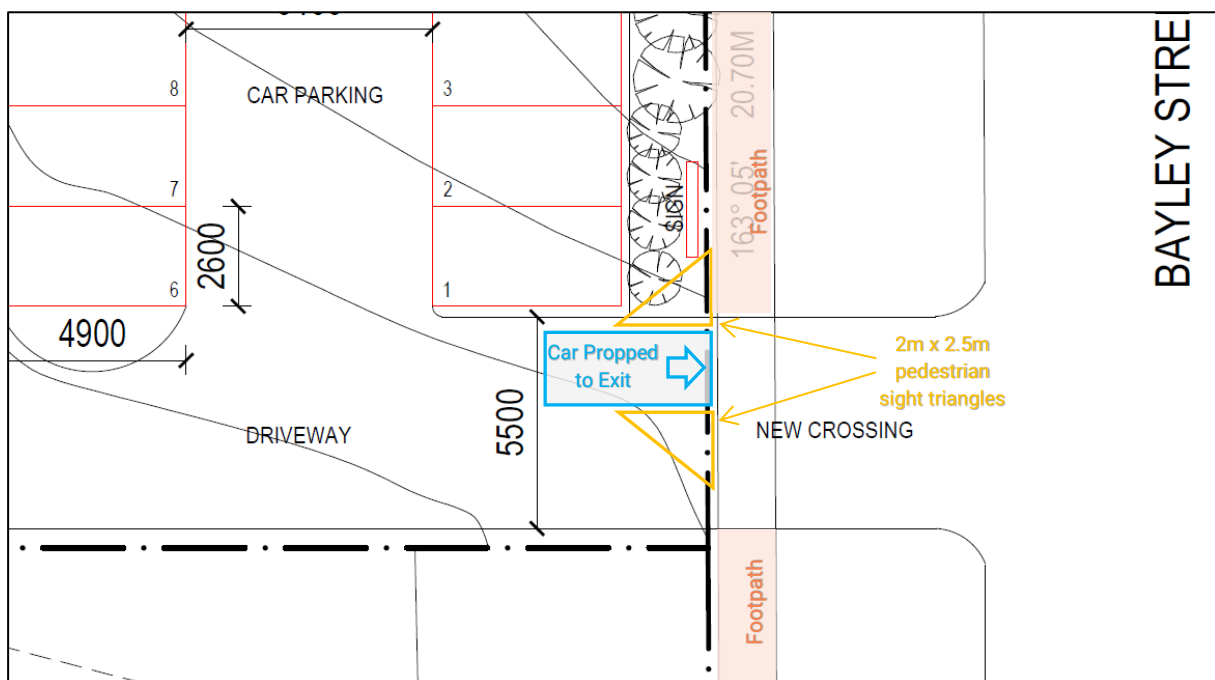 8
CAR PARKING
3
163° 05' 20.70M
BAYLEY STRE
7
2
SIGN
Footpath
2600
6
1
4900
Car Propped
to Exit
2m x 2.5m
pedestrian
sight triangles
5500
DRIVEWAY
NEW CROSSING
Footpath